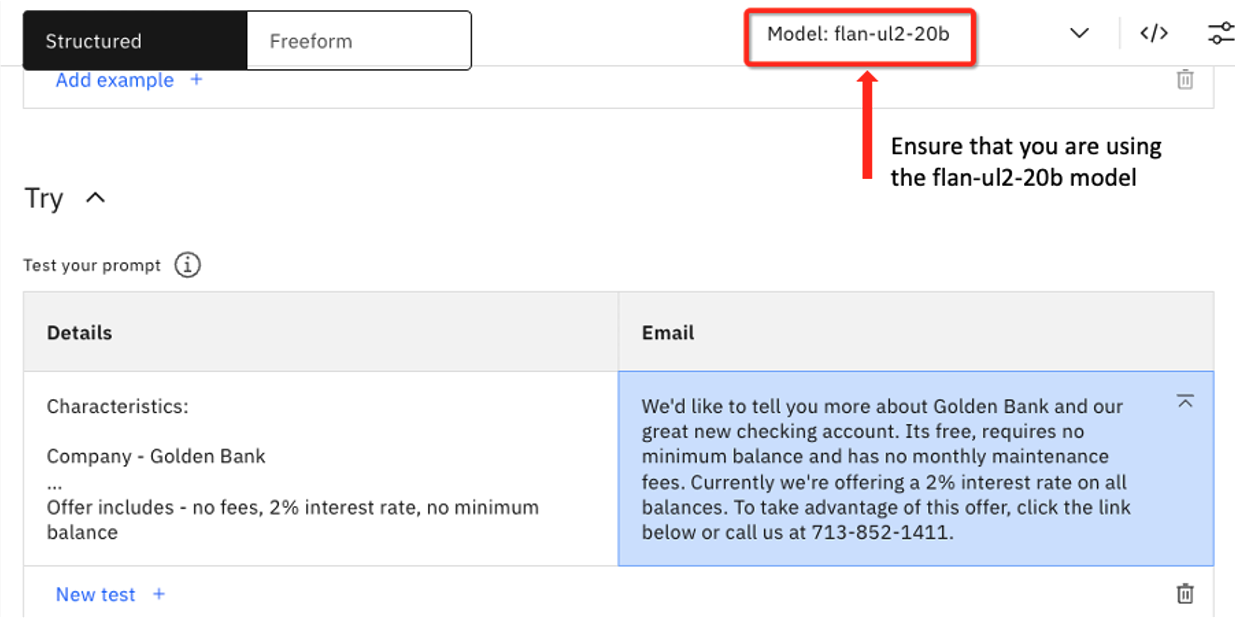 Structured
Freeform
Model: flan-ul2-20b
</>
Add example +
Ensure that you are using
the flan-ul2-20b model
Try
Test your prompt
Details
Email
Characteristics:
Company - Golden Bank
...
Offer includes - no fees, 2% interest rate, no minimum
balance
We'd like to tell you more about Golden Bank and our
great new checking account. Its free, requires no
minimum balance and has no monthly maintenance
fees. Currently we're offering a 2% interest rate on all
balances. To take advantage of this offer, click the link
below or call us at 713-852-1411.
New test +